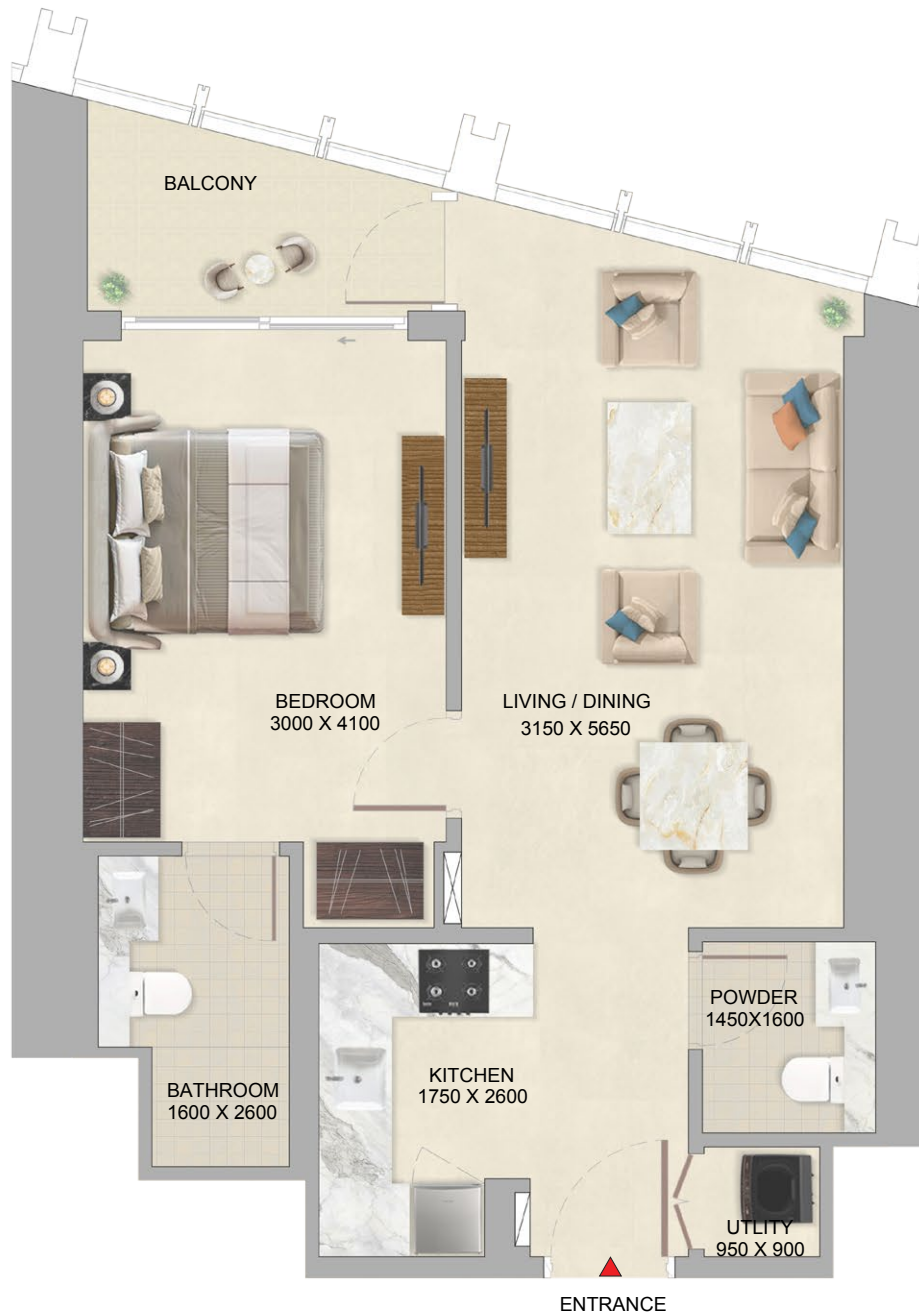 BALCONY
BEDROOM
3000 X 4100
LIVING / DINING
3150 X 5650
POWDER
1450X1600
KITCHEN
1750 X 2600
BATHROOM
1600 X 2600
UTLITY
950 X 900
ENTRANCE